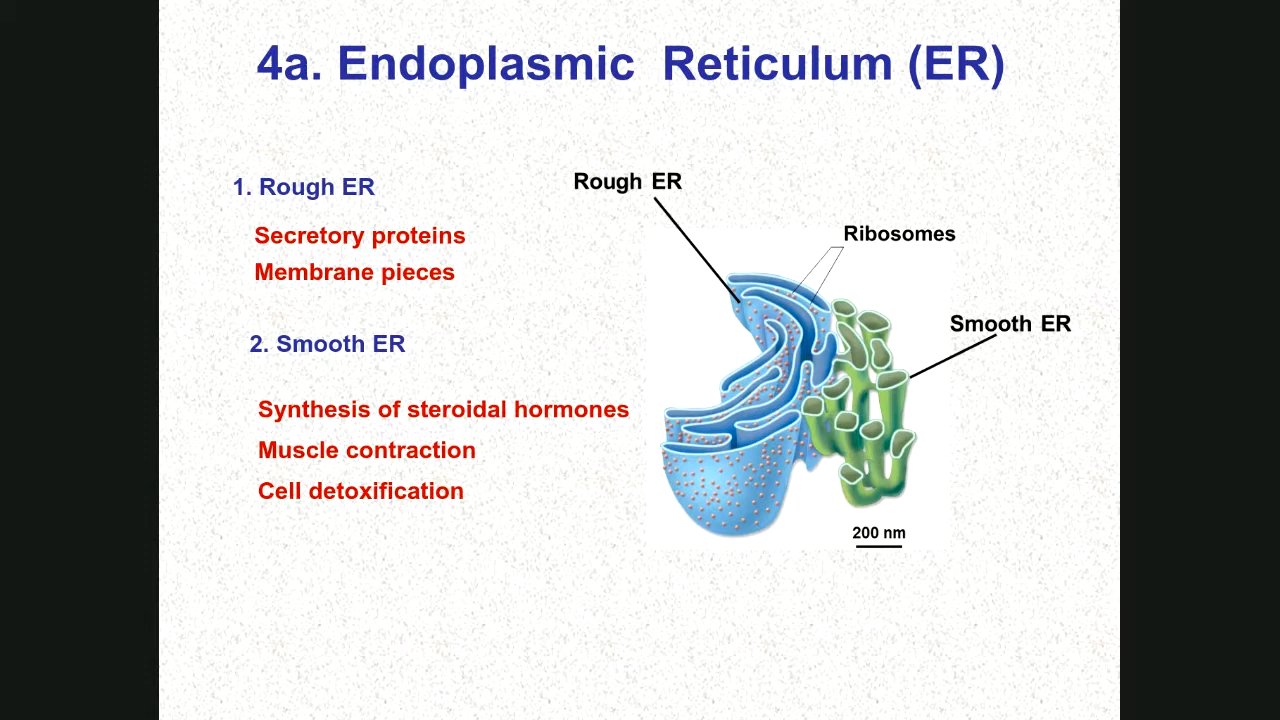 4a. Endoplasmic Reticulum (ER)
1. Rough ER
Secretory proteins
Membrane pieces
2. Smooth ER
Synthesis of steroidal hormones
Muscle contraction
Cell detoxification
Rough ER
Ribosomes
Smooth ER
200 nm